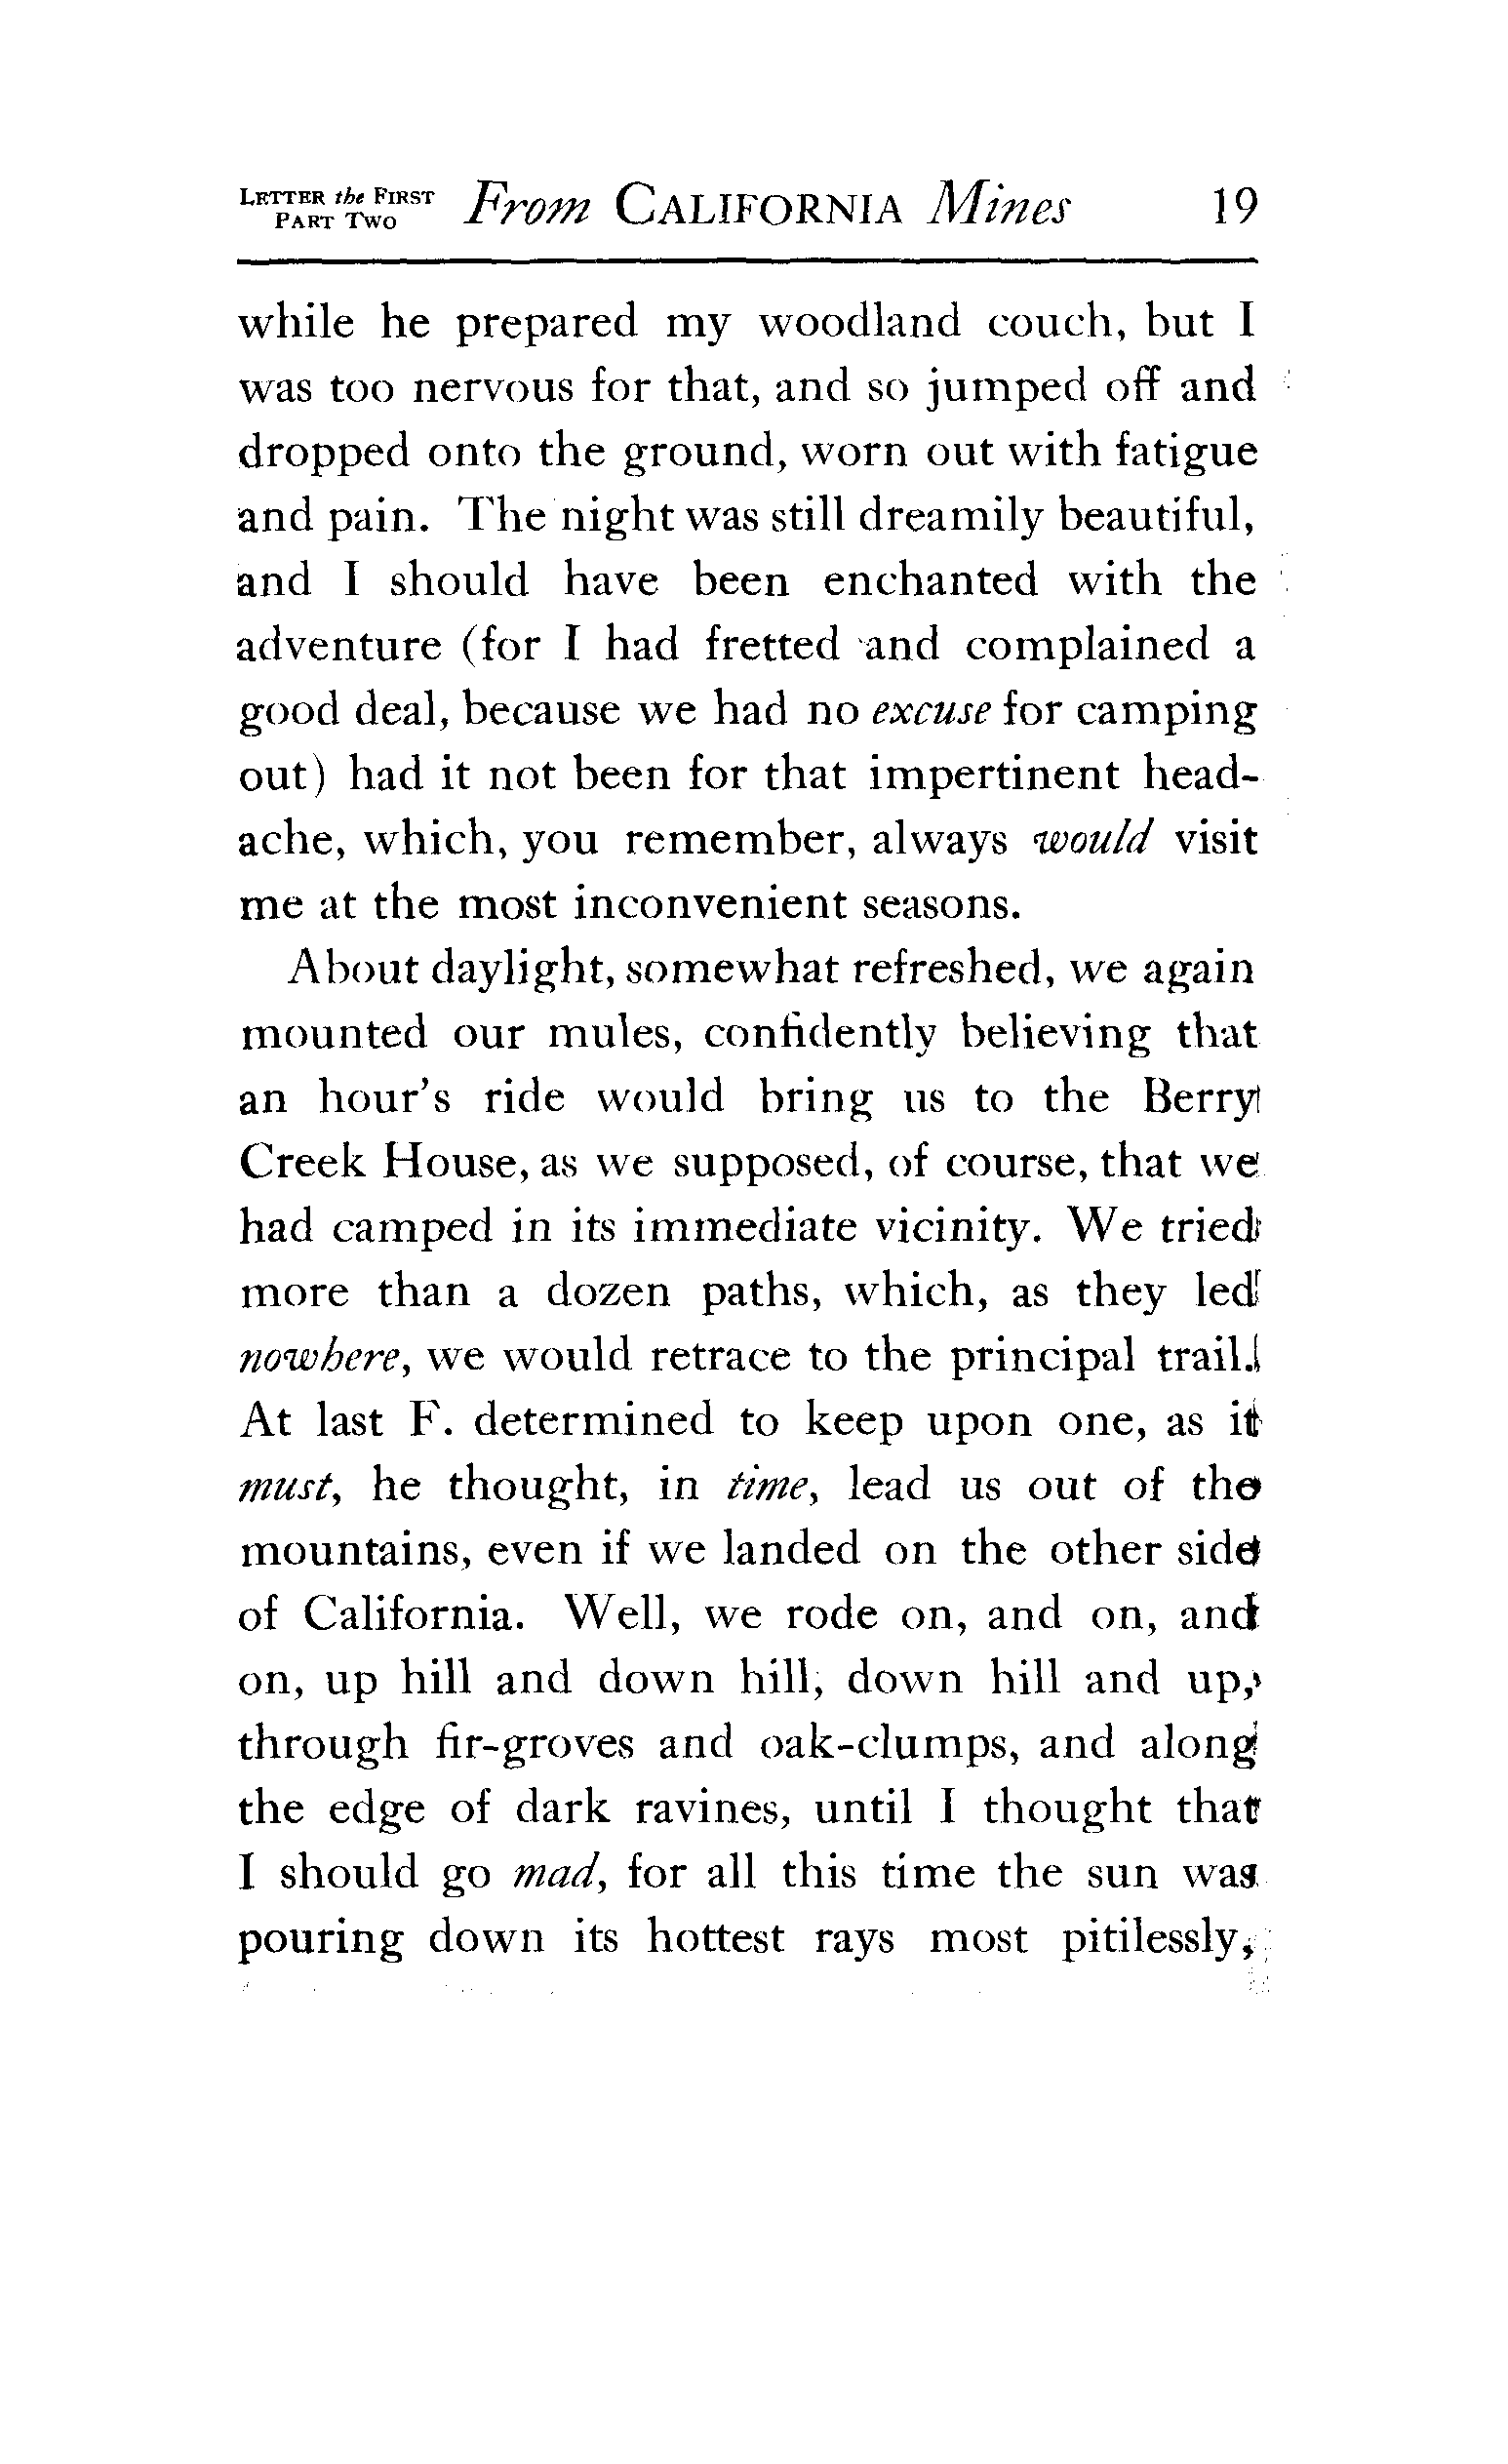 LETTER the FIRST
PART TWO
From CALIFORNIA Mines 19
while he prepared my woodland couch, but I
was too nervous for that, and so jumped off and
dropped onto the ground, worn out with fatigue
and pain. The night was still dreamily beautiful,
and I should have been enchanted with the
adventure (for I had fretted and complained a
good deal, because we had no excuse for camping
out) had it not been for that impertinent head-
ache, which, you remember, always would visit
me at the most inconvenient seasons.
About daylight, somewhat refreshed, we again
mounted our mules, confidently believing that
an hour's ride would bring us to the Berry
Creek House, as we supposed, of course, that we
had camped in its immediate vicinity. We tried
more than a dozen paths, which, as they led
nowhere, we would retrace to the principal trail.
At last F. determined to keep upon one, as it
must, he thought, in time, lead us out of the
mountains, even if we landed on the other side
of California. Well, we rode on, and on, and
on, up hill and down hill, down hill and up,
through fir-groves and oak-clumps, and along
the edge of dark ravines, until I thought that
I should go mad, for all this time the sun was
pouring down its hottest rays most pitilessly,